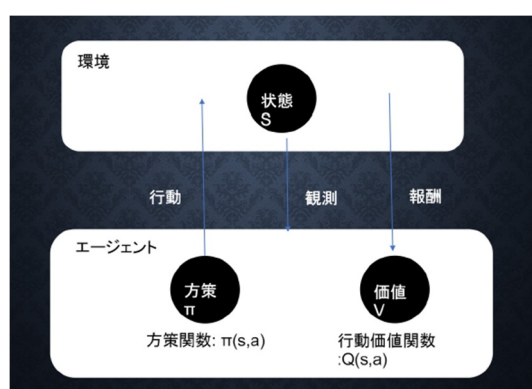 環境
状態
S
行動
観測
報酬
エージェント
方策
π
価値
V
方策関数: π(s,a)
行動価値関数
:Q(s,a)